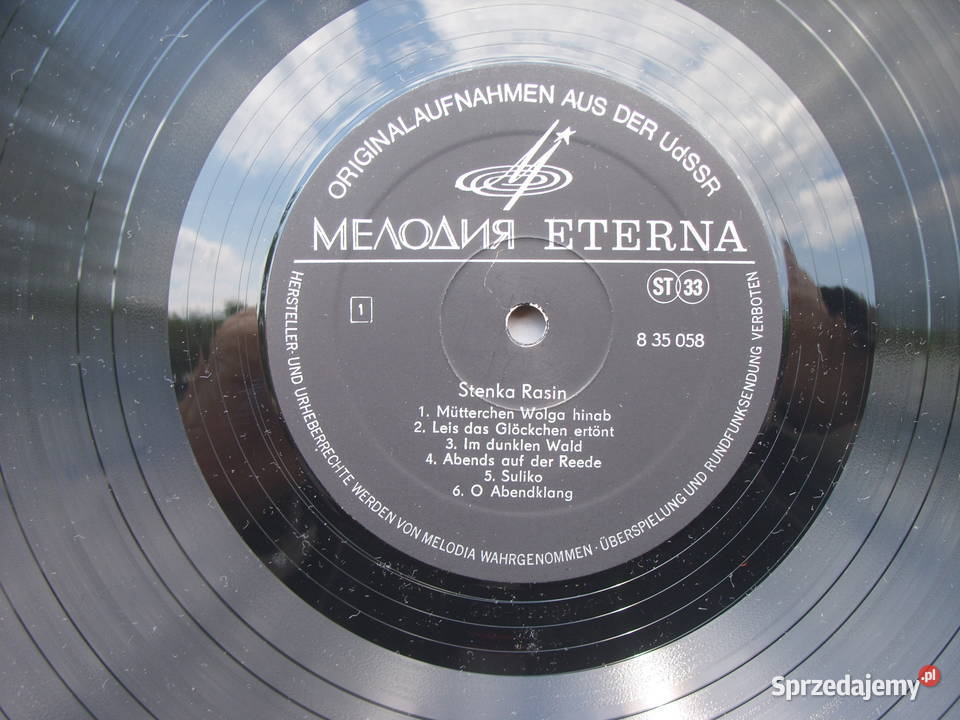 ORIGINALAUFNAHMEN AUS DER UdSSR
МЕЛОДИЯ ETERNA
ST 33
1
8 35 058
Stenka Rasin
1. Mütterchen Wolga hinab
2. Leis das Glöckchen ertönt
3. Im dunklen Wald
4. Abends auf der Reede
5. Suliko
6. O Abendklang
HERSTELLER- UND URHEBERRECHTE WERDEN VON MELODIA WAHRGENOMMEN · ÜBERSPIELUNG UND RUNDFUNKSENDUNG VERBOTEN
Sprzedajemy.pl